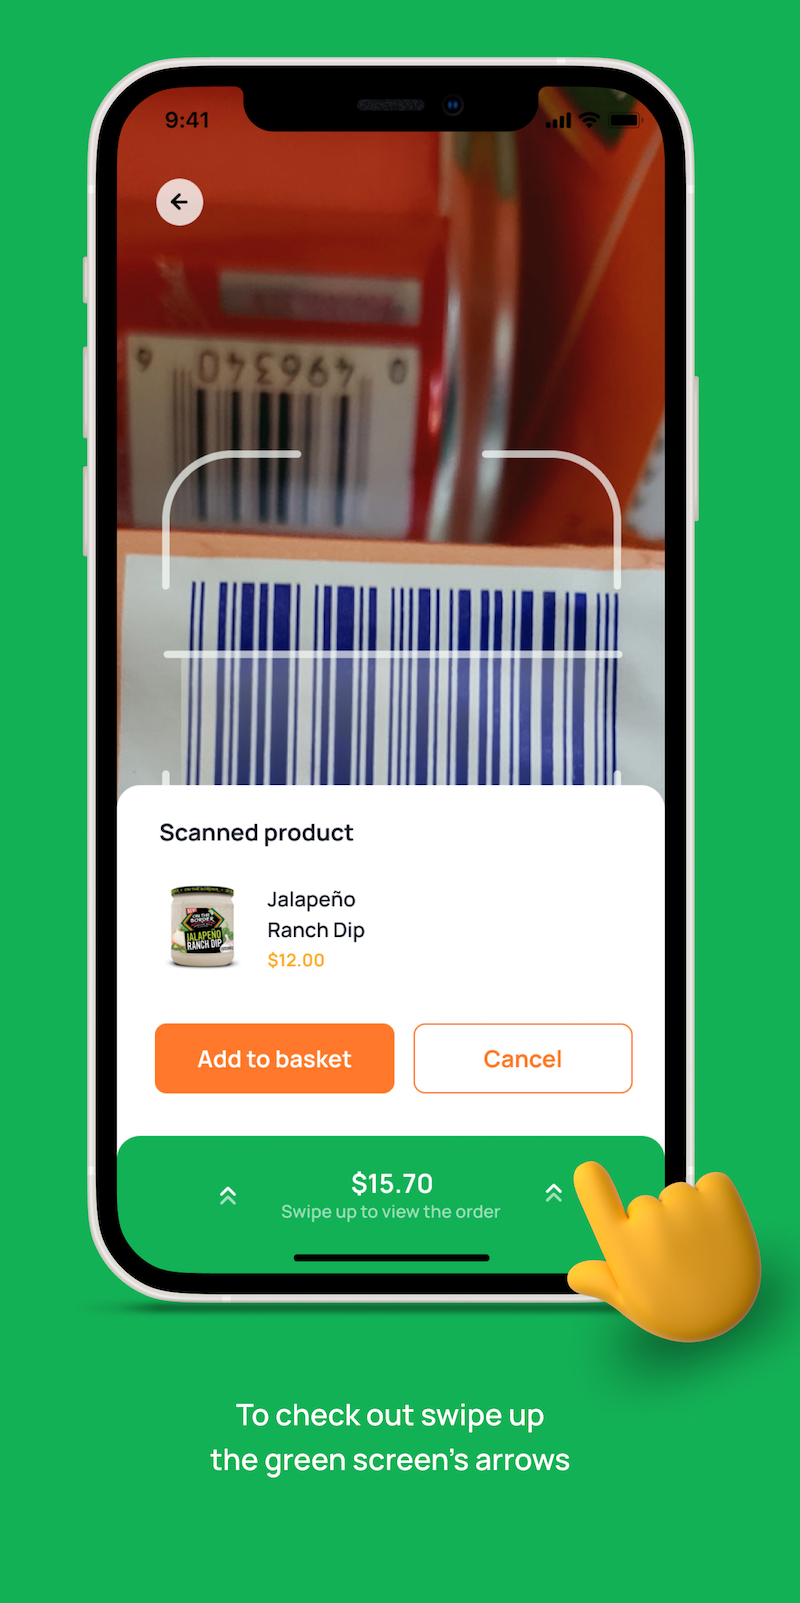 9:41
0 496340 6
Scanned product
ON THE BORDER
JALAPEÑO
RANCH DIP
Jalapeño
Ranch Dip
$12.00
Add to basket
Cancel
$15.70
Swipe up to view the order
To check out swipe up
the green screen’s arrows